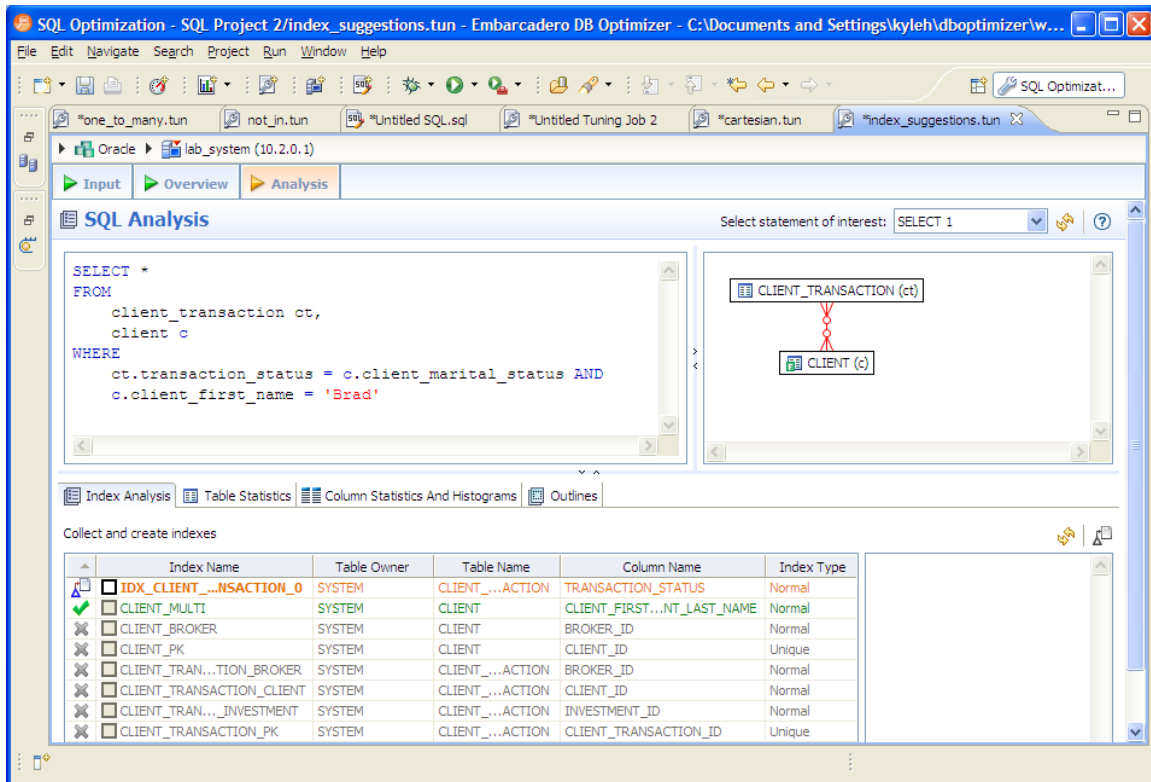 SQL Optimization - SQL Project 2/index_suggestions.tun - Embarcadero DB Optimizer - C:\Documents and Settings\kyleh\dboptimizer\w...
File Edit Navigate Search Project Run Window Help
SQL Optimizat...
*one_to_many.tun not_in.tun *Untitled SQL.sql *Untitled Tuning Job 2 *cartesian.tun *index_suggestions.tun
Oracle lab_system (10.2.0.1)
Input Overview Analysis
SQL Analysis Select statement of interest: SELECT 1
SELECT *
FROM
client_transaction ct,
client c
WHERE
ct.transaction_status = c.client_marital_status AND
c.client_first_name = 'Brad'
CLIENT_TRANSACTION (ct)
CLIENT (c)
Index Analysis Table Statistics Column Statistics And Histograms Outlines
Collect and create indexes
Index Name Table Owner Table Name Column Name Index Type
IDX_CLIENT_...NSACTION_0 SYSTEM CLIENT_...ACTION TRANSACTION_STATUS Normal
CLIENT_MULTI SYSTEM CLIENT CLIENT_FIRST...NT_LAST_NAME Normal
CLIENT_BROKER SYSTEM CLIENT BROKER_ID Normal
CLIENT_PK SYSTEM CLIENT CLIENT_ID Unique
CLIENT_TRAN...TION_BROKER SYSTEM CLIENT_...ACTION BROKER_ID Normal
CLIENT_TRANSACTION_CLIENT SYSTEM CLIENT_...ACTION CLIENT_ID Normal
CLIENT_TRAN..._INVESTMENT SYSTEM CLIENT_...ACTION INVESTMENT_ID Normal
CLIENT_TRANSACTION_PK SYSTEM CLIENT_...ACTION CLIENT_TRANSACTION_ID Unique